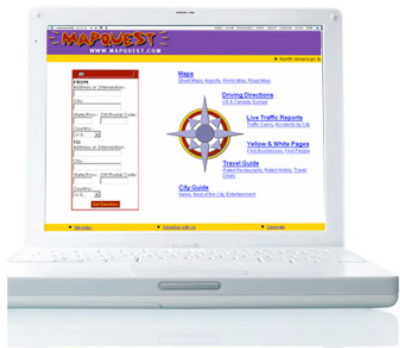 MAPQUEST
WWW.MAPQUEST.COM
North American
FROM
Address or Intersection:
City:
State/Prov: ZIP/Postal Code:
Country:
U.S.
TO
Address or Intersection:
City:
State/Prov: ZIP/Postal Code:
Country:
U.S.
Get Directions
Maps
Street Maps, Airports, World Atlas, Road Atlas
Driving Directions
US & Canada, Europe
Live Traffic Reports
Traffic Cams, Accidents by City
Yellow & White Pages
Find Businesses, Find People
Travel Guide
Rated Restaurants, Rated Hotels, Travel
Deals
City Guide
News, Best of the City, Entertainment
Site Index
Advertise with Us
Corporate